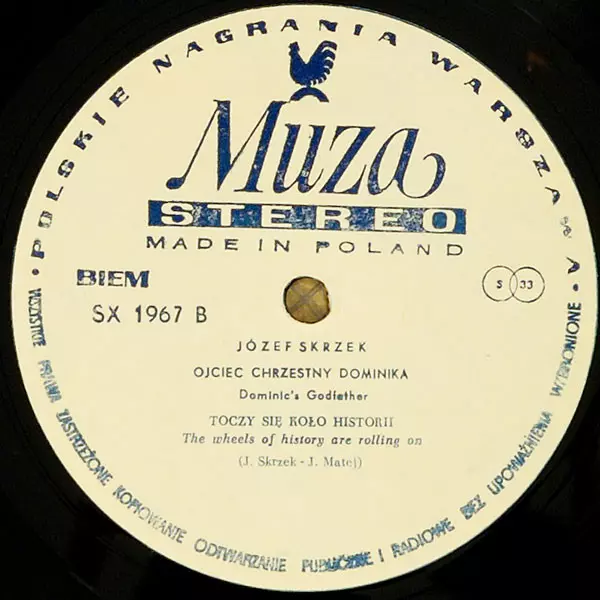 • POLSKIE NAGRANIA WARSZAWA •
Muza
STEREO
MADE IN POLAND
BIEM
S 33
SX 1967 B
JÓZEF SKRZEK
OJCIEC CHRZESTNY DOMINIKA
Dominic's Godfather
TOCZY SIĘ KOŁO HISTORII
The wheels of history are rolling on
(J. Skrzek - J. Matej)
WSZYSTKIE PRAWA ZASTRZEŻONE KOPIOWANIE ODTWARZANIE PUBLICZNE I RADIOWE BEZ UPOWAŻNIENIA WZBRONIONE